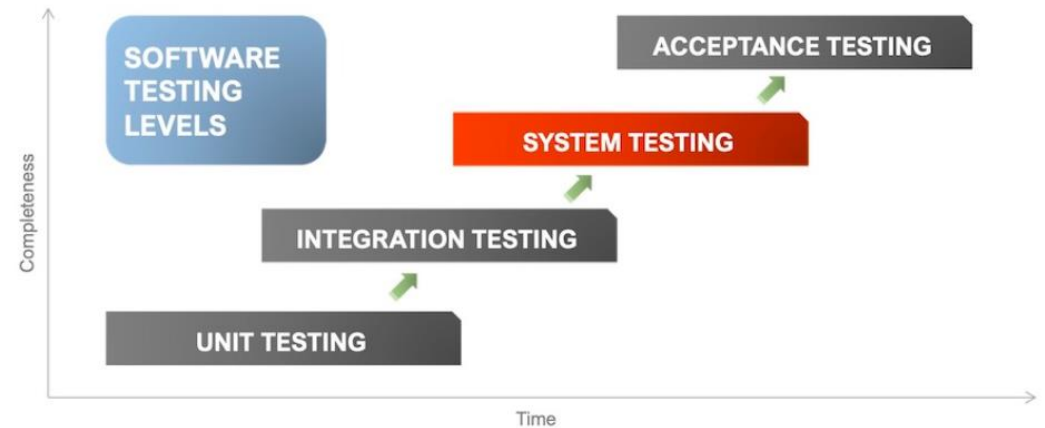 SOFTWARE
TESTING
LEVELS
ACCEPTANCE TESTING
SYSTEM TESTING
INTEGRATION TESTING
UNIT TESTING
Completeness
Time